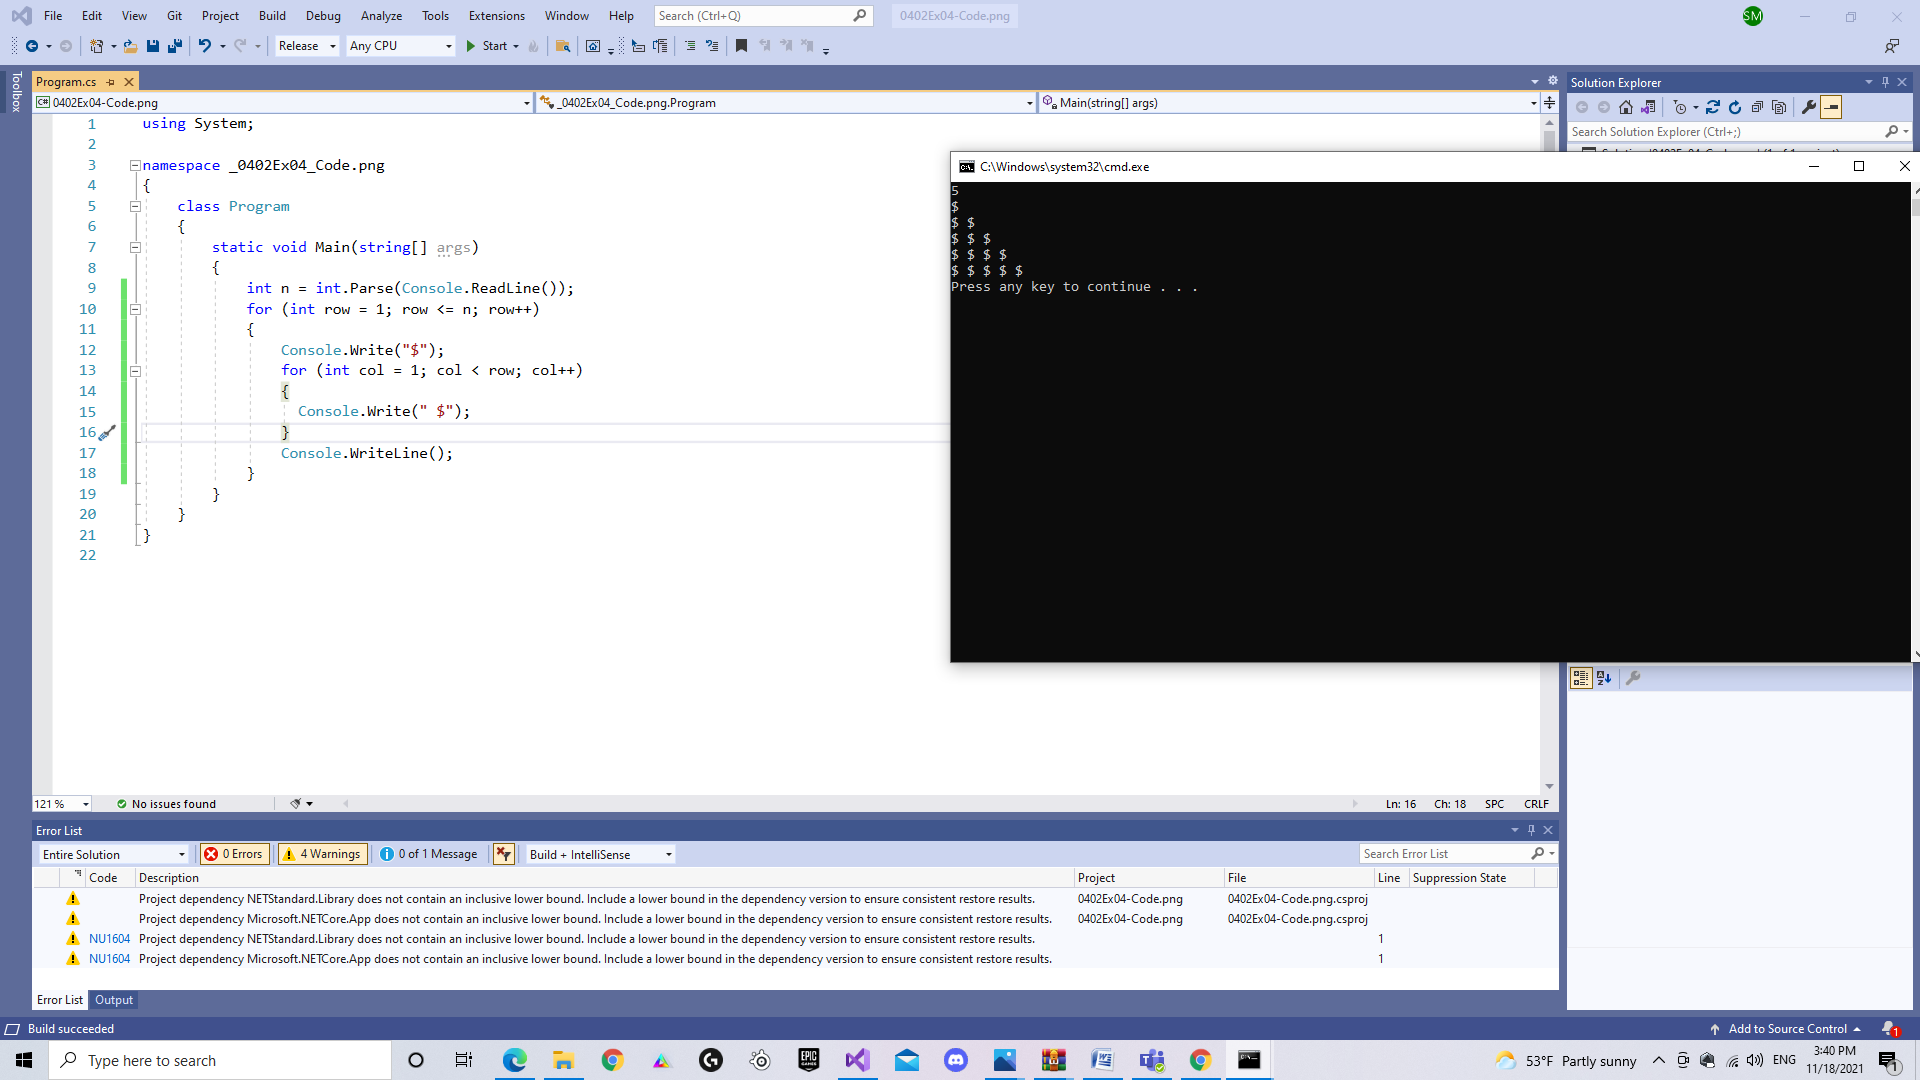 File Edit View Git Project Build Debug Analyze Tools Extensions Window Help Search (Ctrl+Q) 0402Ex04-Code.png SM
Release Any CPU Start
Toolbox
Program.cs
C# 0402Ex04-Code.png _0402Ex04_Code.png.Program Main(string[] args)
1 using System;
2
3 namespace _0402Ex04_Code.png
4 {
5 class Program
6 {
7 static void Main(string[] args)
8 {
9 int n = int.Parse(Console.ReadLine());
10 for (int row = 1; row <= n; row++)
11 {
12 Console.Write("$");
13 for (int col = 1; col < row; col++)
14 {
15 Console.Write(" $");
16 }
17 Console.WriteLine();
18 }
19 }
20 }
21 }
22
121 % No issues found Ln: 16 Ch: 18 SPC CRLF
Solution Explorer
Search Solution Explorer (Ctrl+;)
C:\Windows\system32\cmd.exe
5
$
$ $
$ $ $
$ $ $ $
$ $ $ $ $
Press any key to continue . . .
Error List
Entire Solution 0 Errors 4 Warnings 0 of 1 Message Build + IntelliSense Search Error List
Code Description Project File Line Suppression State
Project dependency NETStandard.Library does not contain an inclusive lower bound. Include a lower bound in the dependency version to ensure consistent restore results. 0402Ex04-Code.png 0402Ex04-Code.png.csproj
Project dependency Microsoft.NETCore.App does not contain an inclusive lower bound. Include a lower bound in the dependency version to ensure consistent restore results. 0402Ex04-Code.png 0402Ex04-Code.png.csproj
NU1604 Project dependency NETStandard.Library does not contain an inclusive lower bound. Include a lower bound in the dependency version to ensure consistent restore results. 1
NU1604 Project dependency Microsoft.NETCore.App does not contain an inclusive lower bound. Include a lower bound in the dependency version to ensure consistent restore results. 1
Error List Output
Build succeeded Add to Source Control 1
Type here to search EPIC GAMES 53°F Partly sunny ENG 3:40 PM
11/18/2021 1